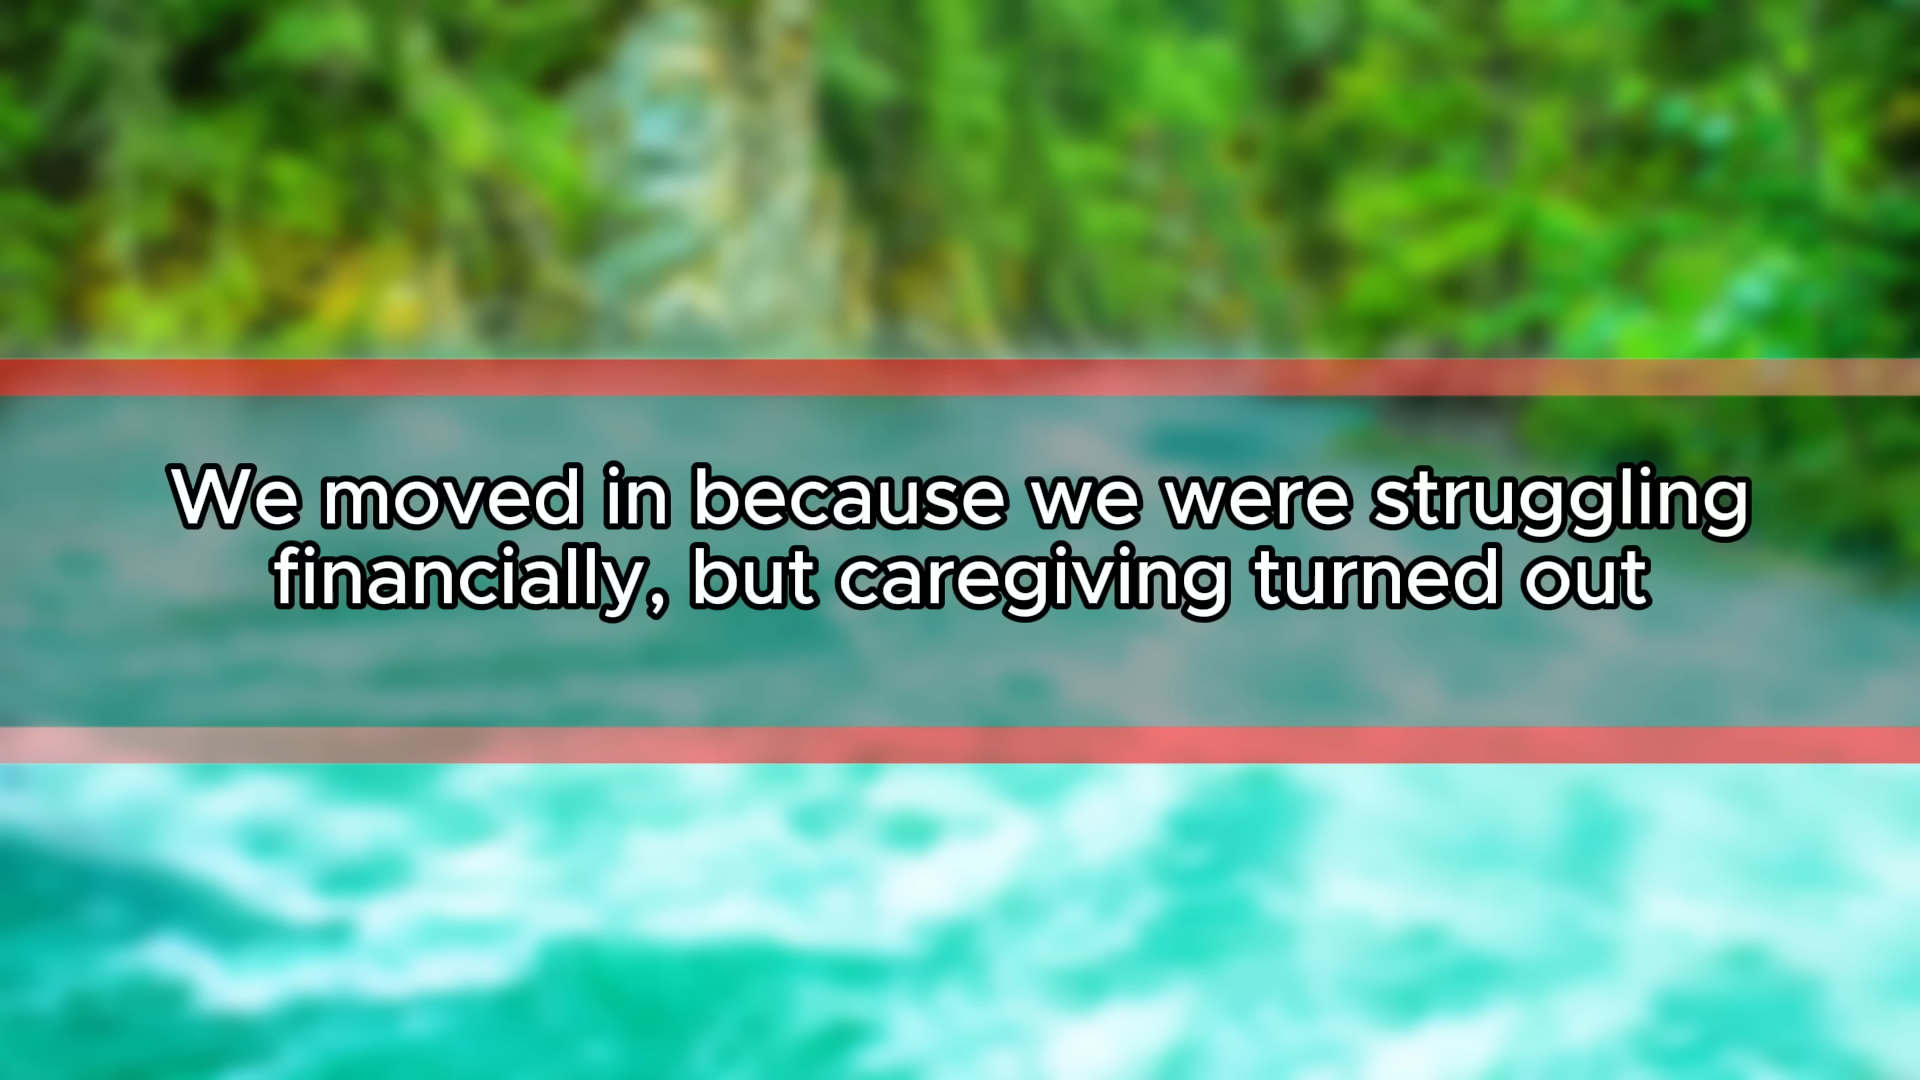 We moved in because we were struggling
financially, but caregiving turned out